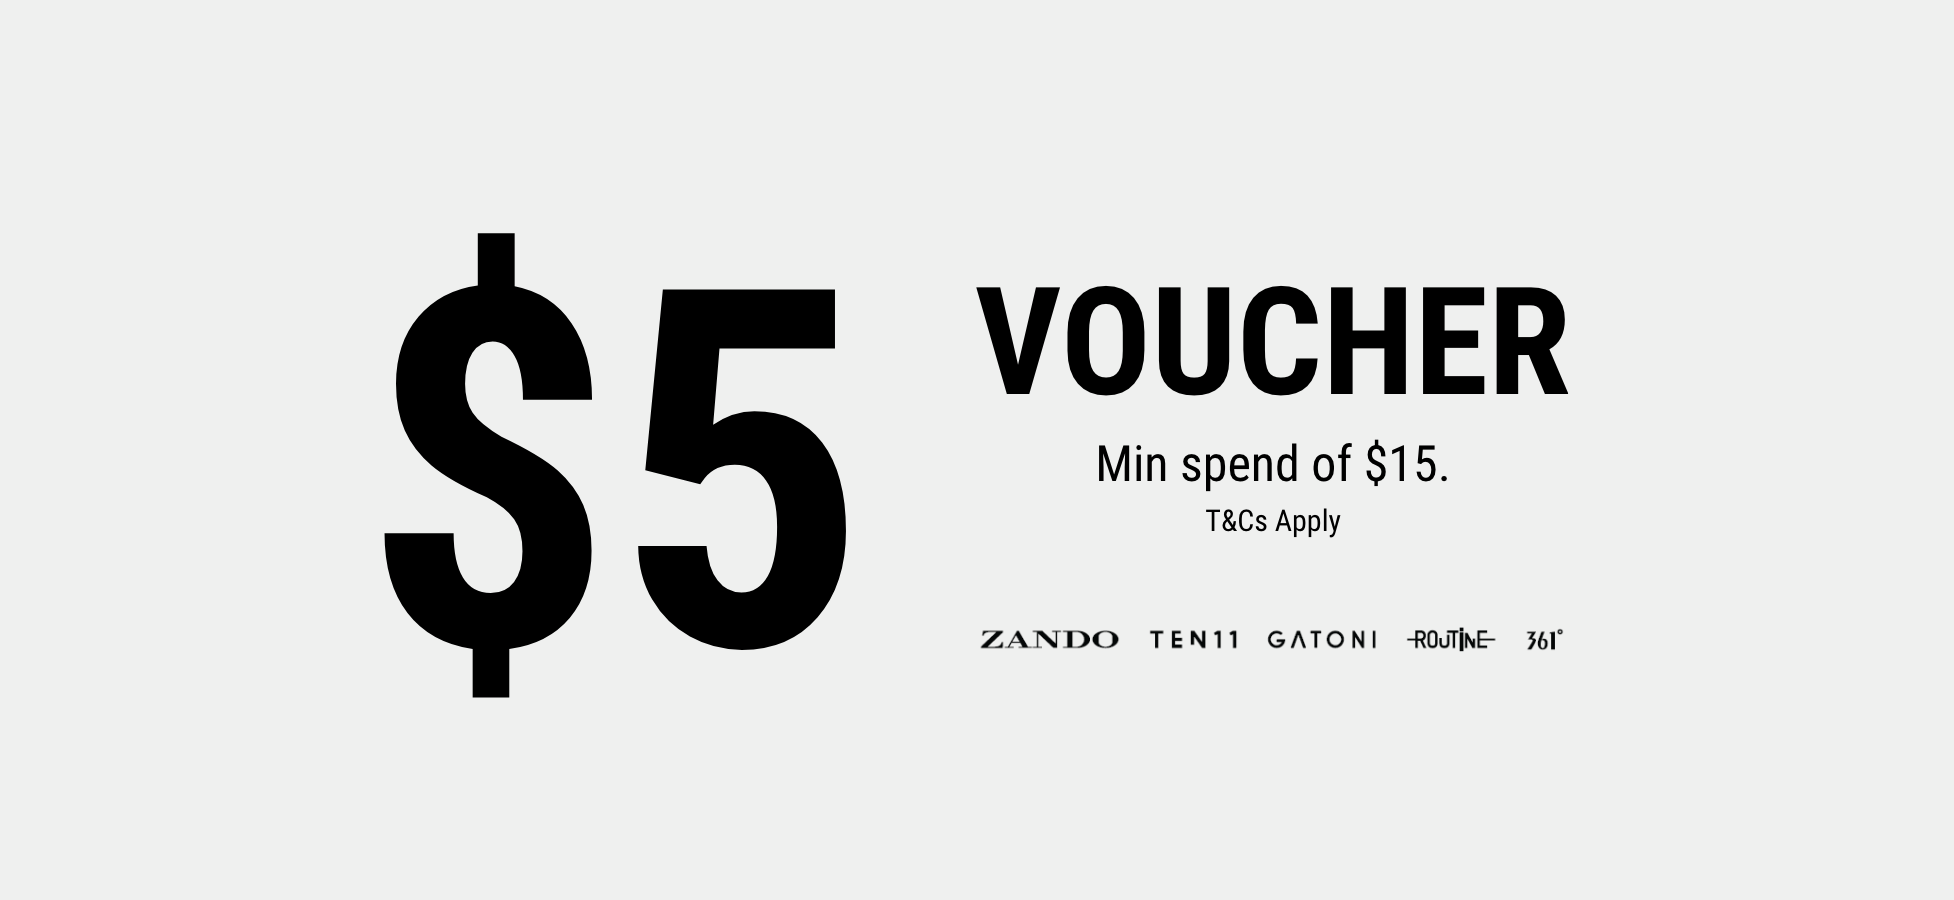 $5
VOUCHER
Min spend of $15.
T&Cs Apply
ZANDO TEN11 GATONI ROUTINE 361°